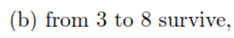 (b) from 3 to 8 survive,